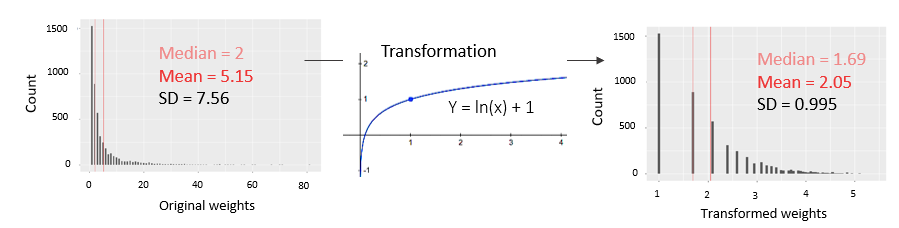 1500
1000
500
0
Count
Median = 2
Mean = 5.15
SD = 7.56
0 20 40 60 80
Original weights
Transformation
2
1
-1
1 2 3 4
Y = ln(x) + 1
1500
1000
500
0
Count
Median = 1.69
Mean = 2.05
SD = 0.995
1 2 3 4 5
Transformed weights